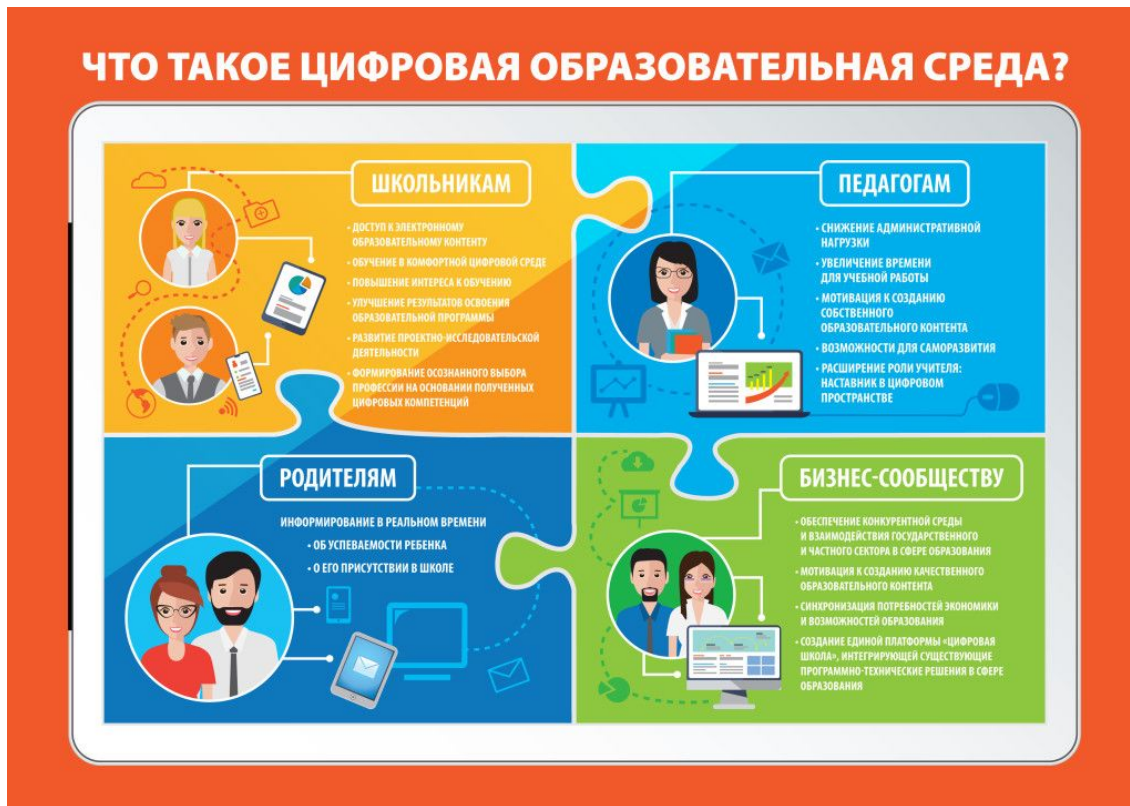 ЧТО ТАКОЕ ЦИФРОВАЯ ОБРАЗОВАТЕЛЬНАЯ СРЕДА?
ШКОЛЬНИКАМ
• ДОСТУП К ЭЛЕКТРОННОМУ
ОБРАЗОВАТЕЛЬНОМУ КОНТЕНТУ
• ОБУЧЕНИЕ В КОМФОРТНОЙ ЦИФРОВОЙ СРЕДЕ
• ПОВЫШЕНИЕ ИНТЕРЕСА К ОБУЧЕНИЮ
• УЛУЧШЕНИЕ РЕЗУЛЬТАТОВ ОСВОЕНИЯ
ОБРАЗОВАТЕЛЬНОЙ ПРОГРАММЫ
• РАЗВИТИЕ ПРОЕКТНО-ИССЛЕДОВАТЕЛЬСКОЙ
ДЕЯТЕЛЬНОСТИ
• ФОРМИРОВАНИЕ ОСОЗНАННОГО ВЫБОРА
ПРОФЕССИИ НА ОСНОВАНИИ ПОЛУЧЕННЫХ
ЦИФРОВЫХ КОМПЕТЕНЦИЙ
ПЕДАГОГАМ
• СНИЖЕНИЕ АДМИНИСТРАТИВНОЙ
НАГРУЗКИ
• УВЕЛИЧЕНИЕ ВРЕМЕНИ
ДЛЯ УЧЕБНОЙ РАБОТЫ
• МОТИВАЦИЯ К СОЗДАНИЮ
СОБСТВЕННОГО
ОБРАЗОВАТЕЛЬНОГО КОНТЕНТА
• ВОЗМОЖНОСТИ ДЛЯ САМОРАЗВИТИЯ
• РАСШИРЕНИЕ РОЛИ УЧИТЕЛЯ:
НАСТАВНИК В ЦИФРОВОМ
ПРОСТРАНСТВЕ
РОДИТЕЛЯМ
ИНФОРМИРОВАНИЕ В РЕАЛЬНОМ ВРЕМЕНИ
• ОБ УСПЕВАЕМОСТИ РЕБЕНКА
• О ЕГО ПРИСУТСТВИИ В ШКОЛЕ
БИЗНЕС-СООБЩЕСТВУ
• ОБЕСПЕЧЕНИЕ КОНКУРЕНТНОЙ СРЕДЫ
И ВЗАИМОДЕЙСТВИЯ ГОСУДАРСТВЕННОГО
И ЧАСТНОГО СЕКТОРА В СФЕРЕ ОБРАЗОВАНИЯ
• МОТИВАЦИЯ К СОЗДАНИЮ КАЧЕСТВЕННОГО
ОБРАЗОВАТЕЛЬНОГО КОНТЕНТА
• СИНХРОНИЗАЦИЯ ПОТРЕБНОСТЕЙ ЭКОНОМИКИ
И ВОЗМОЖНОСТЕЙ ОБРАЗОВАНИЯ
• СОЗДАНИЕ ЕДИНОЙ ПЛАТФОРМЫ «ЦИФРОВАЯ
ШКОЛА», ИНТЕГРИРУЮЩЕЙ СУЩЕСТВУЮЩИЕ
ПРОГРАММНО-ТЕХНИЧЕСКИЕ РЕШЕНИЯ В СФЕРЕ
ОБРАЗОВАНИЯ